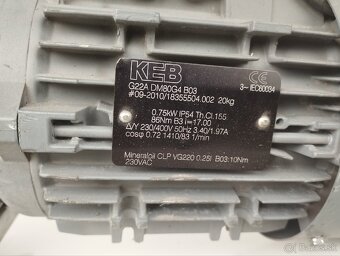 KEB
CE
G22A DM80G4 B03
3~ IEC60034
#09-2010/18355504.002 20kg
0.75kW IP54 Th.Cl.155
86Nm B3 i=17.00
Δ/Y 230/400V 50Hz 3.40/1.97A
cosφ 0.72 1410/83 1/min
Mineraloil CLP VG220 0.25l B03:10Nm
230VAC